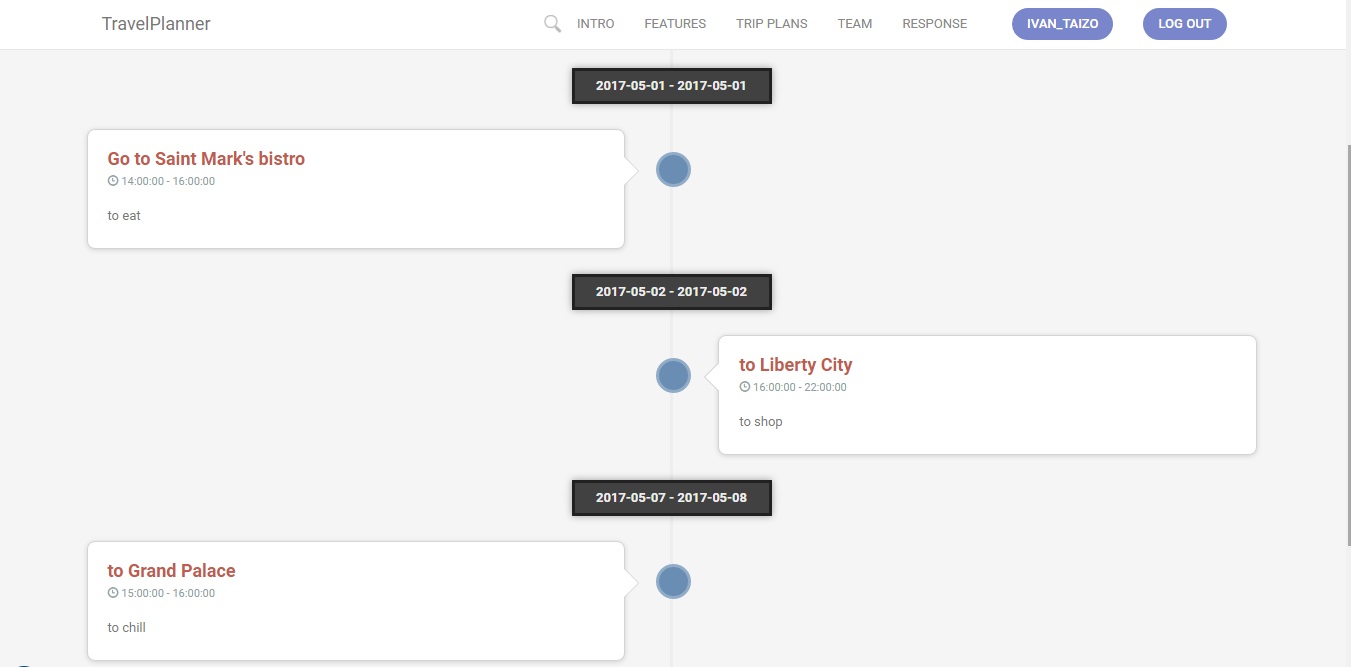 TravelPlanner
INTRO
FEATURES
TRIP PLANS
TEAM
RESPONSE
IVAN_TAIZO
LOG OUT
2017-05-01 - 2017-05-01
Go to Saint Mark's bistro
14:00:00 - 16:00:00
to eat
2017-05-02 - 2017-05-02
to Liberty City
16:00:00 - 22:00:00
to shop
2017-05-07 - 2017-05-08
to Grand Palace
15:00:00 - 16:00:00
to chill